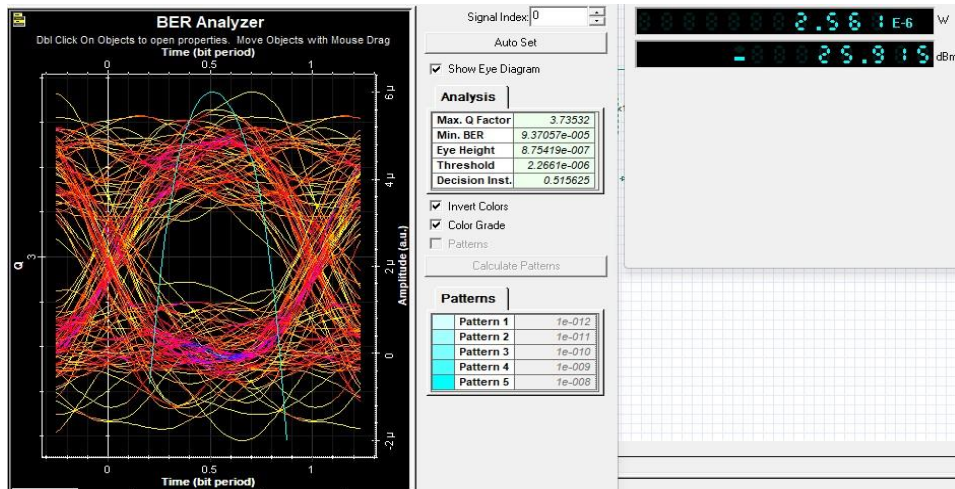 BER Analyzer
Dbl Click On Objects to open properties. Move Objects with Mouse Drag
Time (bit period)
0 0.5 1
Q
3
6 µ
4 µ
2 µ
0
-2 µ
Amplitude (a.u.)
0 0.5 1
Time (bit period)
Signal Index: 0
Auto Set
Show Eye Diagram
Analysis
Max. Q Factor 3.73532
Min. BER 9.37057e-005
Eye Height 8.75419e-007
Threshold 2.2661e-006
Decision Inst. 0.515625
Invert Colors
Color Grade
Patterns
Calculate Patterns
Patterns
Pattern 1 1e-012
Pattern 2 1e-011
Pattern 3 1e-010
Pattern 4 1e-009
Pattern 5 1e-008
2.561 E-6 W
-25.915 dBm